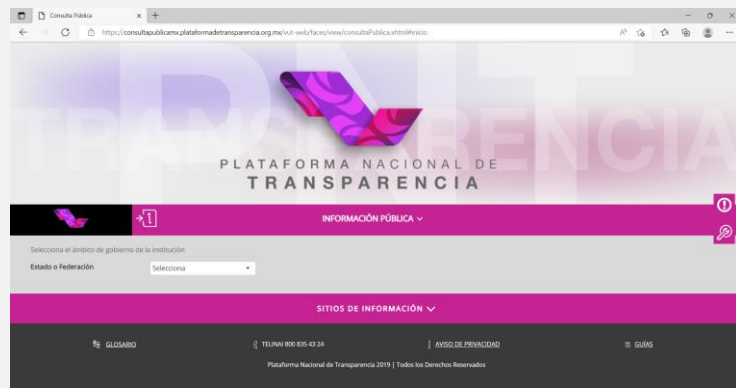 Consulta Pública
https://consultapublicamx.plataformadetransparencia.org.mx/vut-web/faces/view/consultaPublica.xhtml#inicio
PNT
TRANSPARENCIA
PLATAFORMA NACIONAL DE
TRANSPARENCIA
INFORMACIÓN PÚBLICA
Selecciona el ámbito de gobierno de la institución
Estado o Federación Selecciona
SITIOS DE INFORMACIÓN
GLOSARIO TELINAI 800 835 43 24 AVISO DE PRIVACIDAD GUÍAS
Plataforma Nacional de Transparencia 2019 | Todos los Derechos Reservados